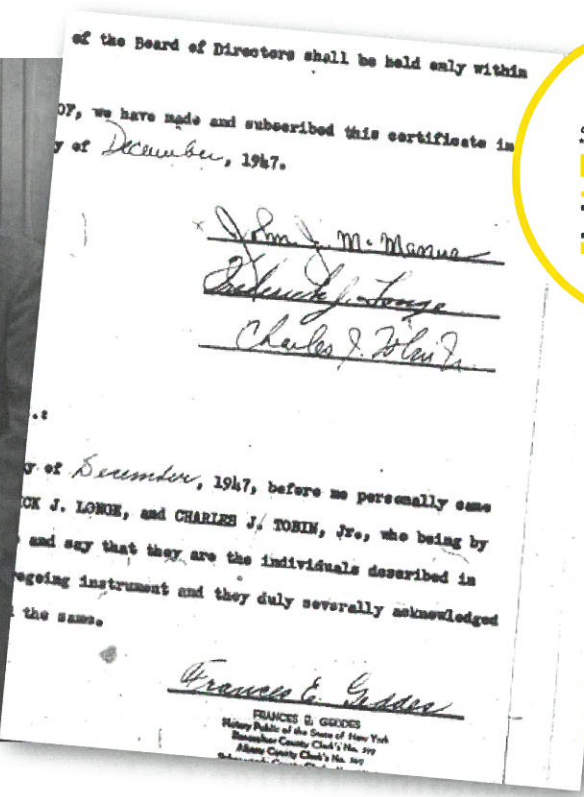 of the Board of Directors shall be held only within
OF, we have made and subscribed this certificate in
y of December, 1947.
John J. McManus
Frederick J. Longe
Charles J. Tobin Jr.
.:
y of December, 1947, before me personally came
ICK J. LONGE, and CHARLES J. TOBIN, Jr., who being by
and say that they are the individuals described in
regoing instrument and they duly severally acknowledged
the same.
Frances E. Geddes
FRANCES E. GEDDES
Notary Public of the State of New York
Rensselaer County Clerk's No.
Albany County Clerk's No.